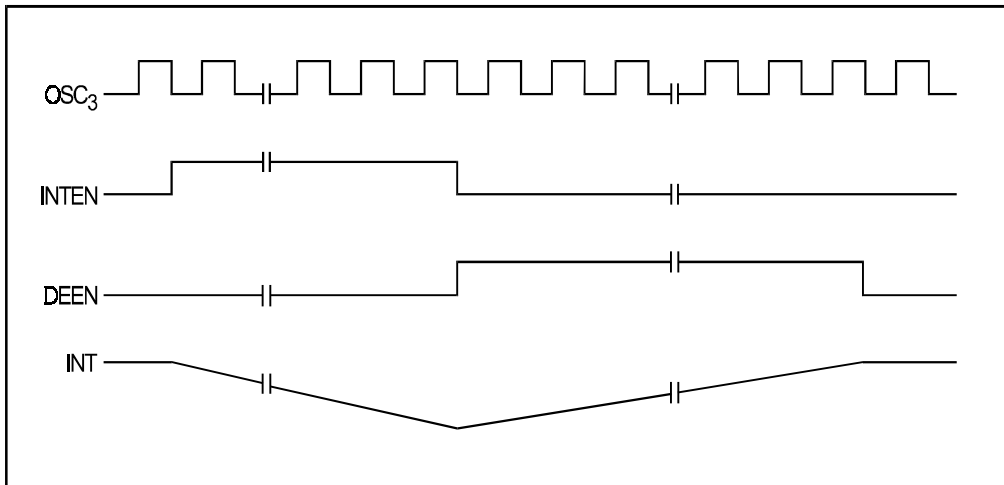 OSC3
INTEN
DEEN
INT